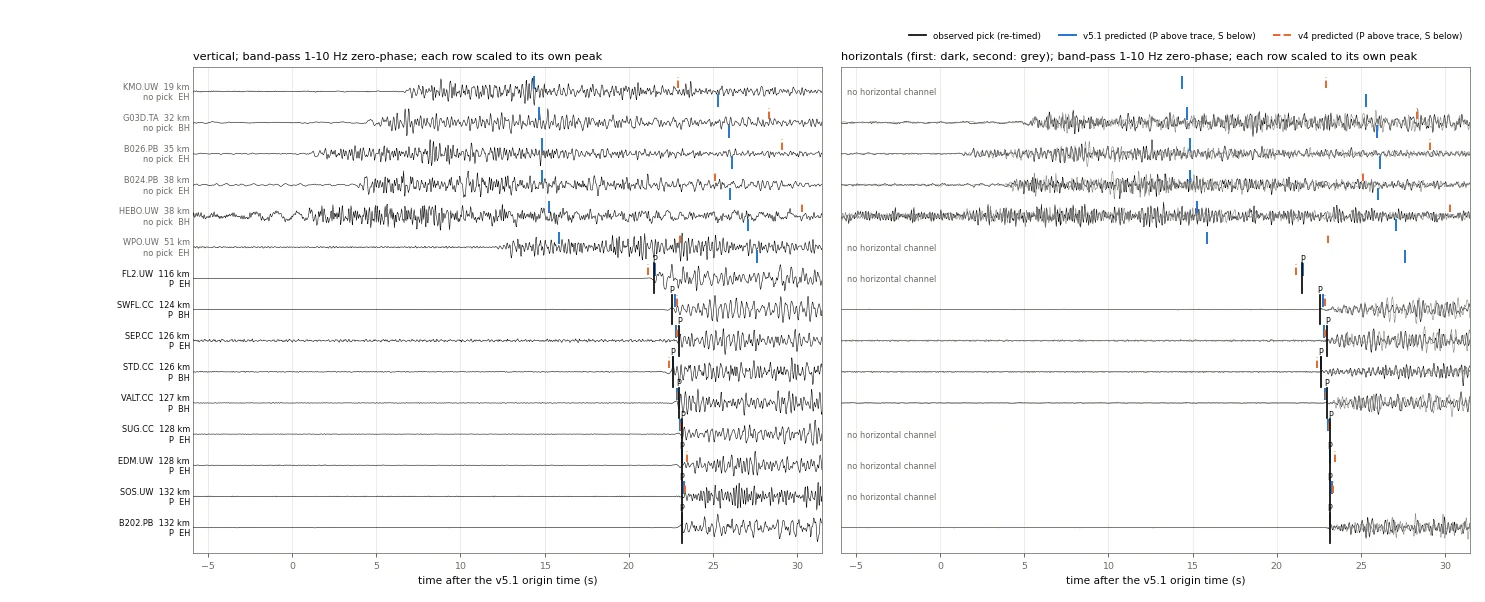 observed pick (re-timed)
v5.1 predicted (P above trace, S below)
v4 predicted (P above trace, S below)
vertical; band-pass 1-10 Hz zero-phase; each row scaled to its own peak
horizontals (first: dark, second: grey); band-pass 1-10 Hz zero-phase; each row scaled to its own peak
KMO.UW 19 km
no pick EH
no horizontal channel
G03D.TA 32 km
no pick BH
B026.PB 35 km
no pick EH
B024.PB 38 km
no pick EH
HEBO.UW 38 km
no pick EH
WPO.UW 51 km
no pick EH
no horizontal channel
P
P
FL2.UW 116 km
P EH
no horizontal channel
P
P
SWFL.CC 124 km
P BH
P
P
SEP.CC 126 km
P EH
P
P
STD.CC 126 km
P BH
P
P
VALT.CC 127 km
P BH
P
P
SUG.CC 128 km
P EH
no horizontal channel
P
P
EDM.UW 128 km
P EH
no horizontal channel
P
P
SOS.UW 132 km
P EH
no horizontal channel
P
P
B202.PB 132 km
P EH
−5 0 5 10 15 20 25 30
−5 0 5 10 15 20 25 30
time after the v5.1 origin time (s)
time after the v5.1 origin time (s)